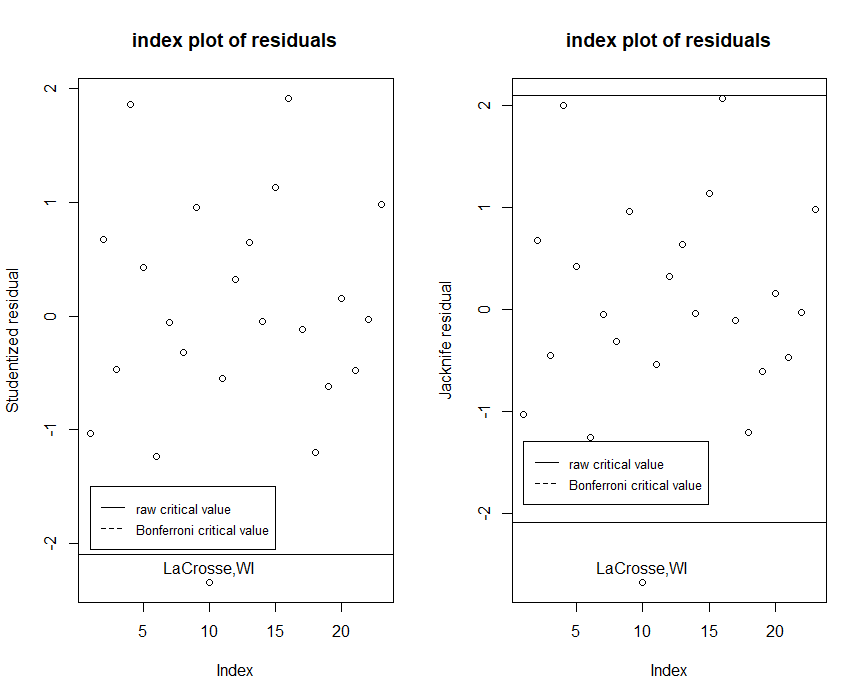 index plot of residuals
Studentized residual
2
1
0
-1
-2
raw critical value
Bonferroni critical value
LaCrosse,WI
5
10
15
20
Index
index plot of residuals
Jacknife residual
2
1
0
-1
-2
raw critical value
Bonferroni critical value
LaCrosse,WI
5
10
15
20
Index